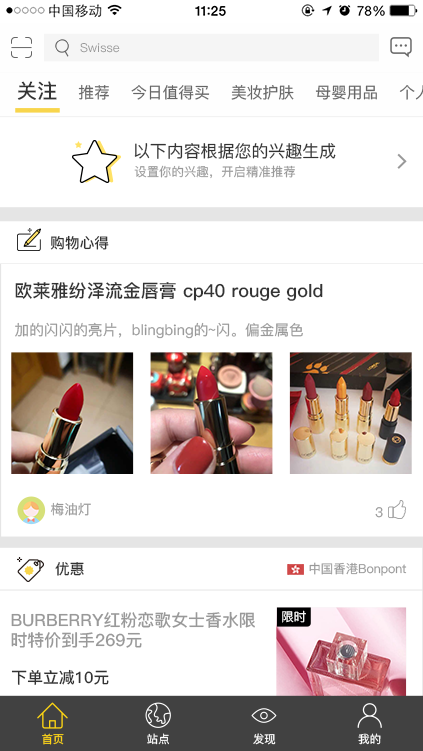 中国移动
11:25
78%
Swisse
关注
推荐
今日值得买
美妆护肤
母婴用品
个人
以下内容根据您的兴趣生成
设置你的兴趣，开启精准推荐
购物心得
欧莱雅纷泽流金唇膏 cp40 rouge gold
加的闪闪的亮片，blingbing的~闪。偏金属色
梅油灯
3
优惠
中国香港Bonpont
BURBERRY红粉恋歌女士香水限
时特价到手269元
限时
下单立减10元
首页
站点
发现
我的